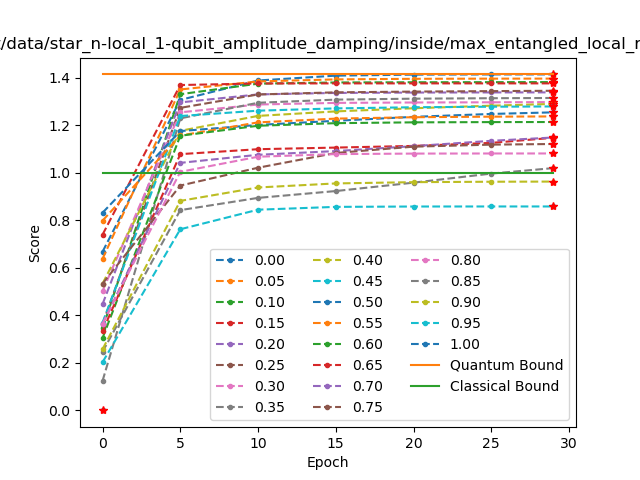 /data/star_n-local_1-qubit_amplitude_damping/inside/max_entangled_local_r
1.4
1.2
1.0
0.8
0.6
0.4
0.2
0.0
Score
0 5 10 15 20 25 30
Epoch
0.00 0.40 0.80
0.05 0.45 0.85
0.10 0.50 0.90
0.15 0.55 0.95
0.20 0.60 1.00
0.25 0.65 Quantum Bound
0.30 0.70 Classical Bound
0.35 0.75